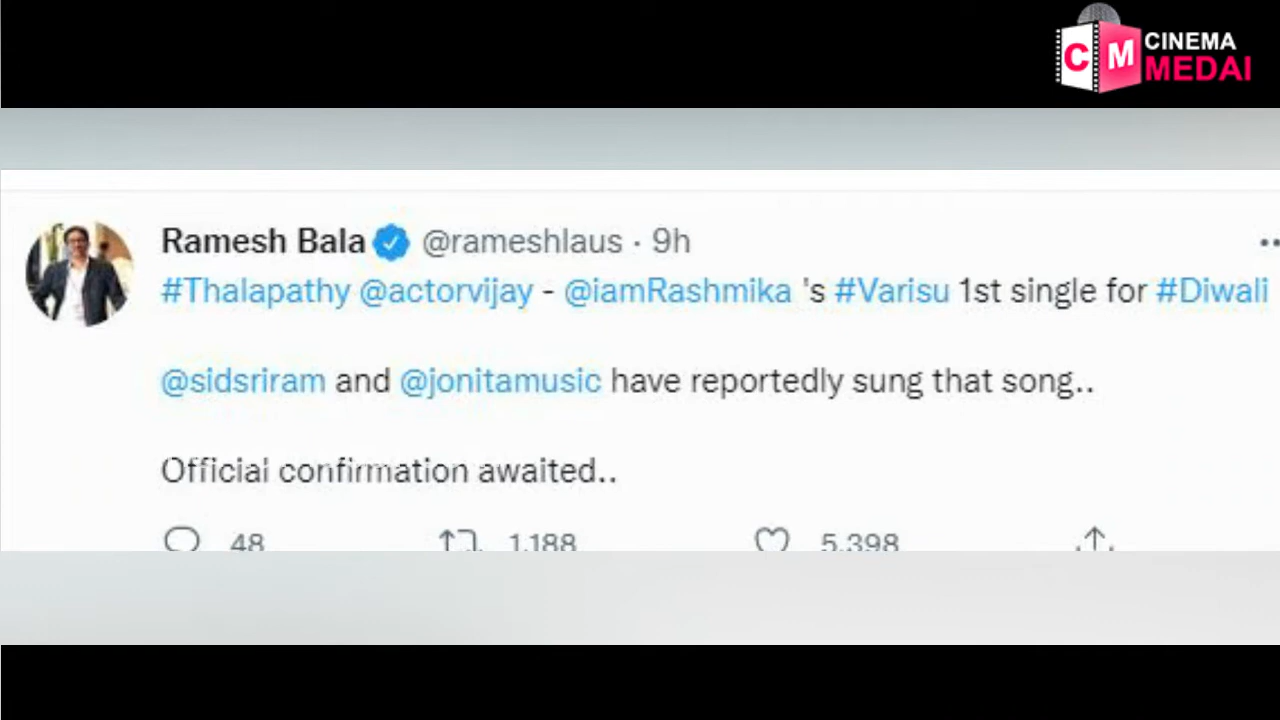 C M CINEMA
MEDAI
Ramesh Bala @rameshlaus · 9h
#Thalapathy @actorvijay - @iamRashmika 's #Varisu 1st single for #Diwali
@sidsriram and @jonitamusic have reportedly sung that song..
Official confirmation awaited..
48 1,188 5,398